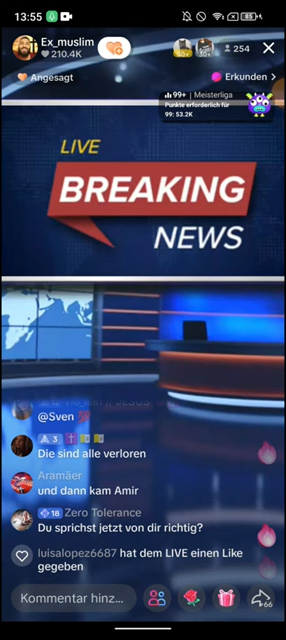 13:55
85
Ex_muslim
210.4K
254
Angesagt
Erkunden
99+ | Meisterliga
Punkte erforderlich für
99: 53.2K
LIVE
BREAKING
NEWS
@Sven 💯
3
Die sind alle verloren
Aramäer
und dann kam Amir
18 Zero Tolerance
Du sprichst jetzt von dir richtig?
luisalopez6687 hat dem LIVE einen Like
gegeben
Kommentar hinz...
66